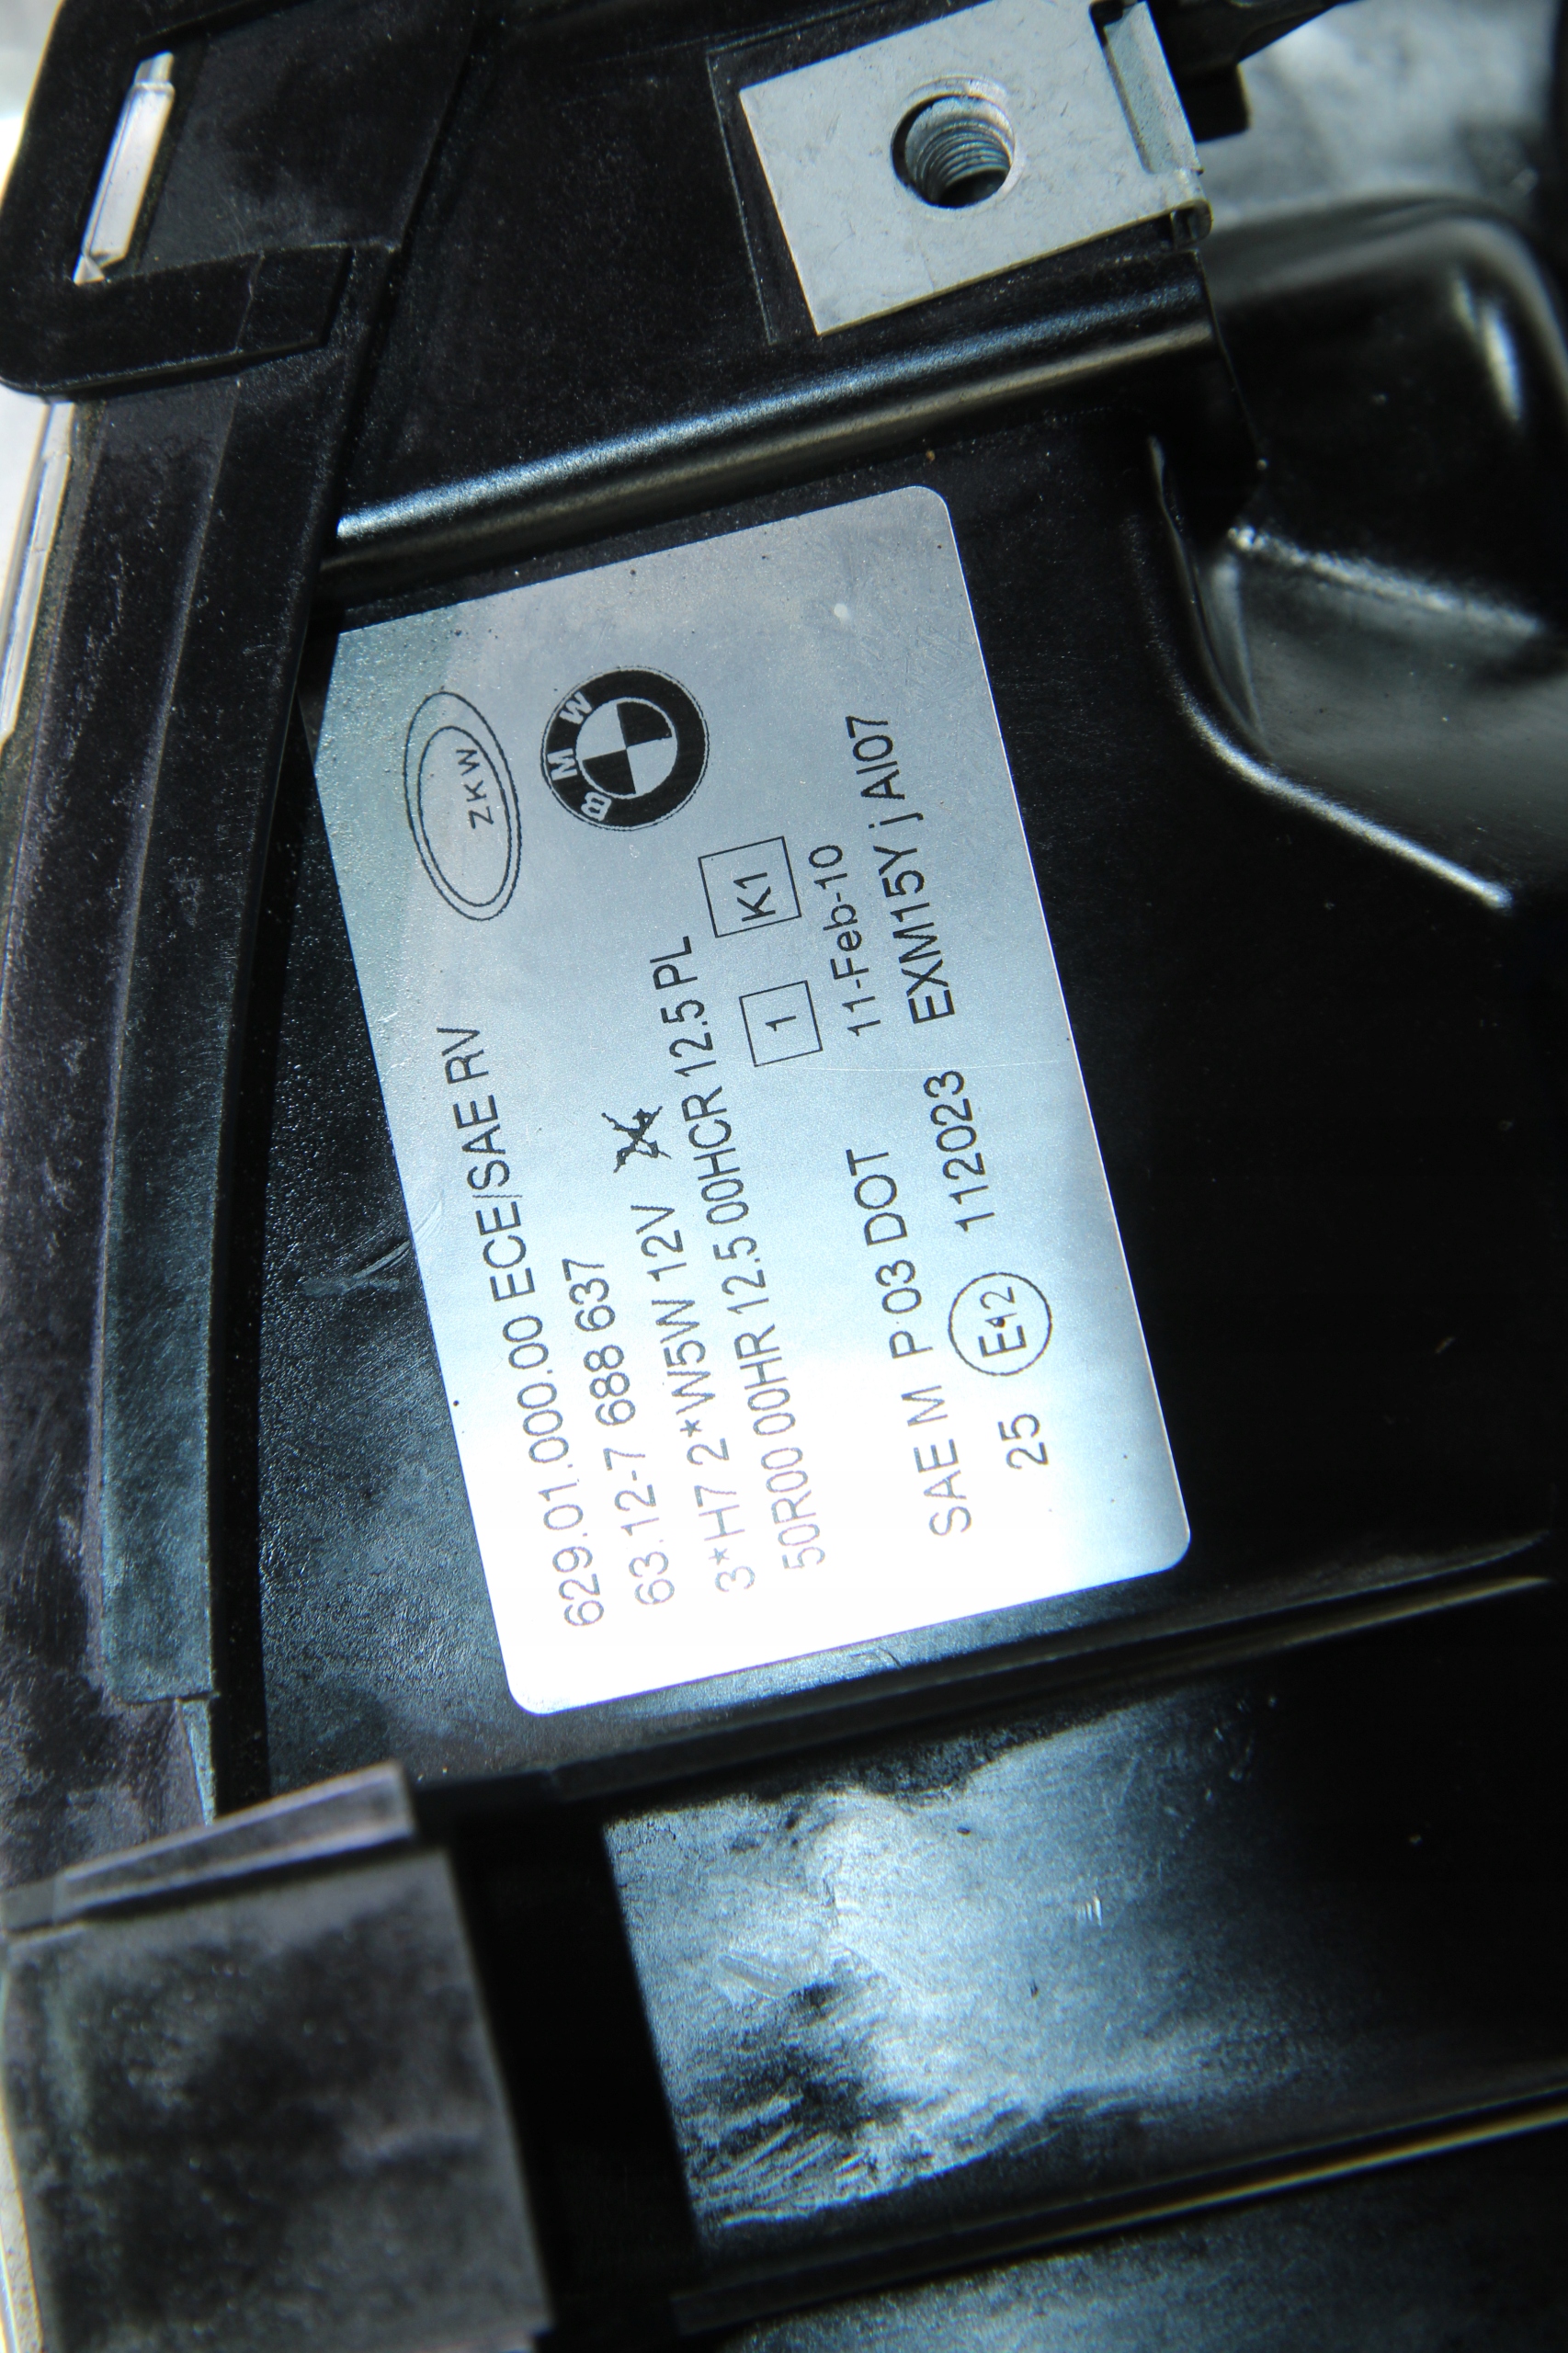 ZKW
BMW
629.01.000.00 ECE/SAE RV
63.12-7 688 637
3*H7 2*W5W 12V
50R00 00HR 12.5 00HCR 12.5 PL
1 K1
SAE M P 03 DOT 11-Feb-10
25 E12 11023 EXM15Y j AI07